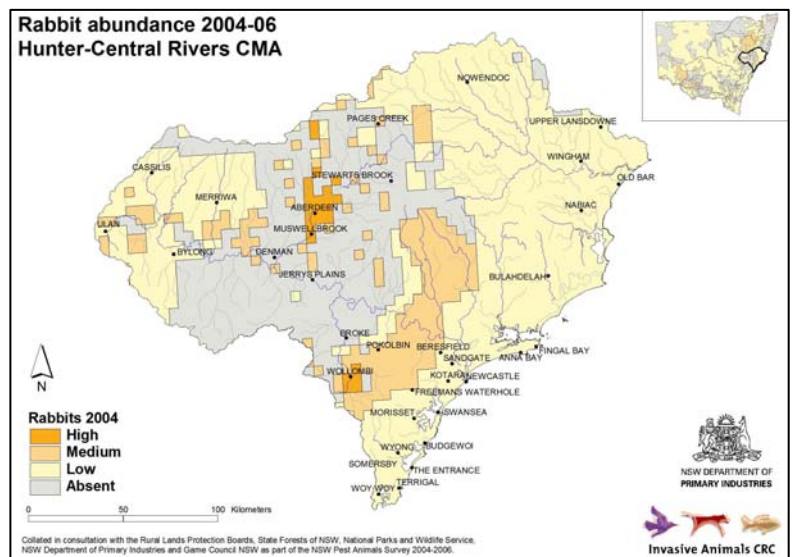 Rabbit abundance 2004-06
Hunter-Central Rivers CMA
NOWENDOC
PAGES CREEK
UPPER LANSDOWNE
WINGHAM
CASSILIS
STEWARTS BROOK
OLD BAR
MERRIWA
ABERDEEN
NABIAC
ULAN
MUSWELLBROOK
BYLONG
DENMAN
JERRYS PLAINS
BULAHDELAH
BROKE
POKOLBIN
BERESFIELD
FINGAL BAY
ANNA BAY
SANDGATE
WOLLOMBI
KOTARA
NEWCASTLE
FREEMANS WATERHOLE
MORISSET
SWANSEA
WYONG
BUDGEWOI
SOMERSBY
THE ENTRANCE
WOY WOY
TERRIGAL
N
Rabbits 2004
High
Medium
Low
Absent
0 50 100 Kilometers
NSW DEPARTMENT OF
PRIMARY INDUSTRIES
Invasive Animals CRC
Collated in consultation with the Rural Lands Protection Boards, State Forests of NSW, National Parks and Wildlife Service,
NSW Department of Primary Industries and Game Council NSW as part of the NSW Pest Animals Survey 2004-2006.